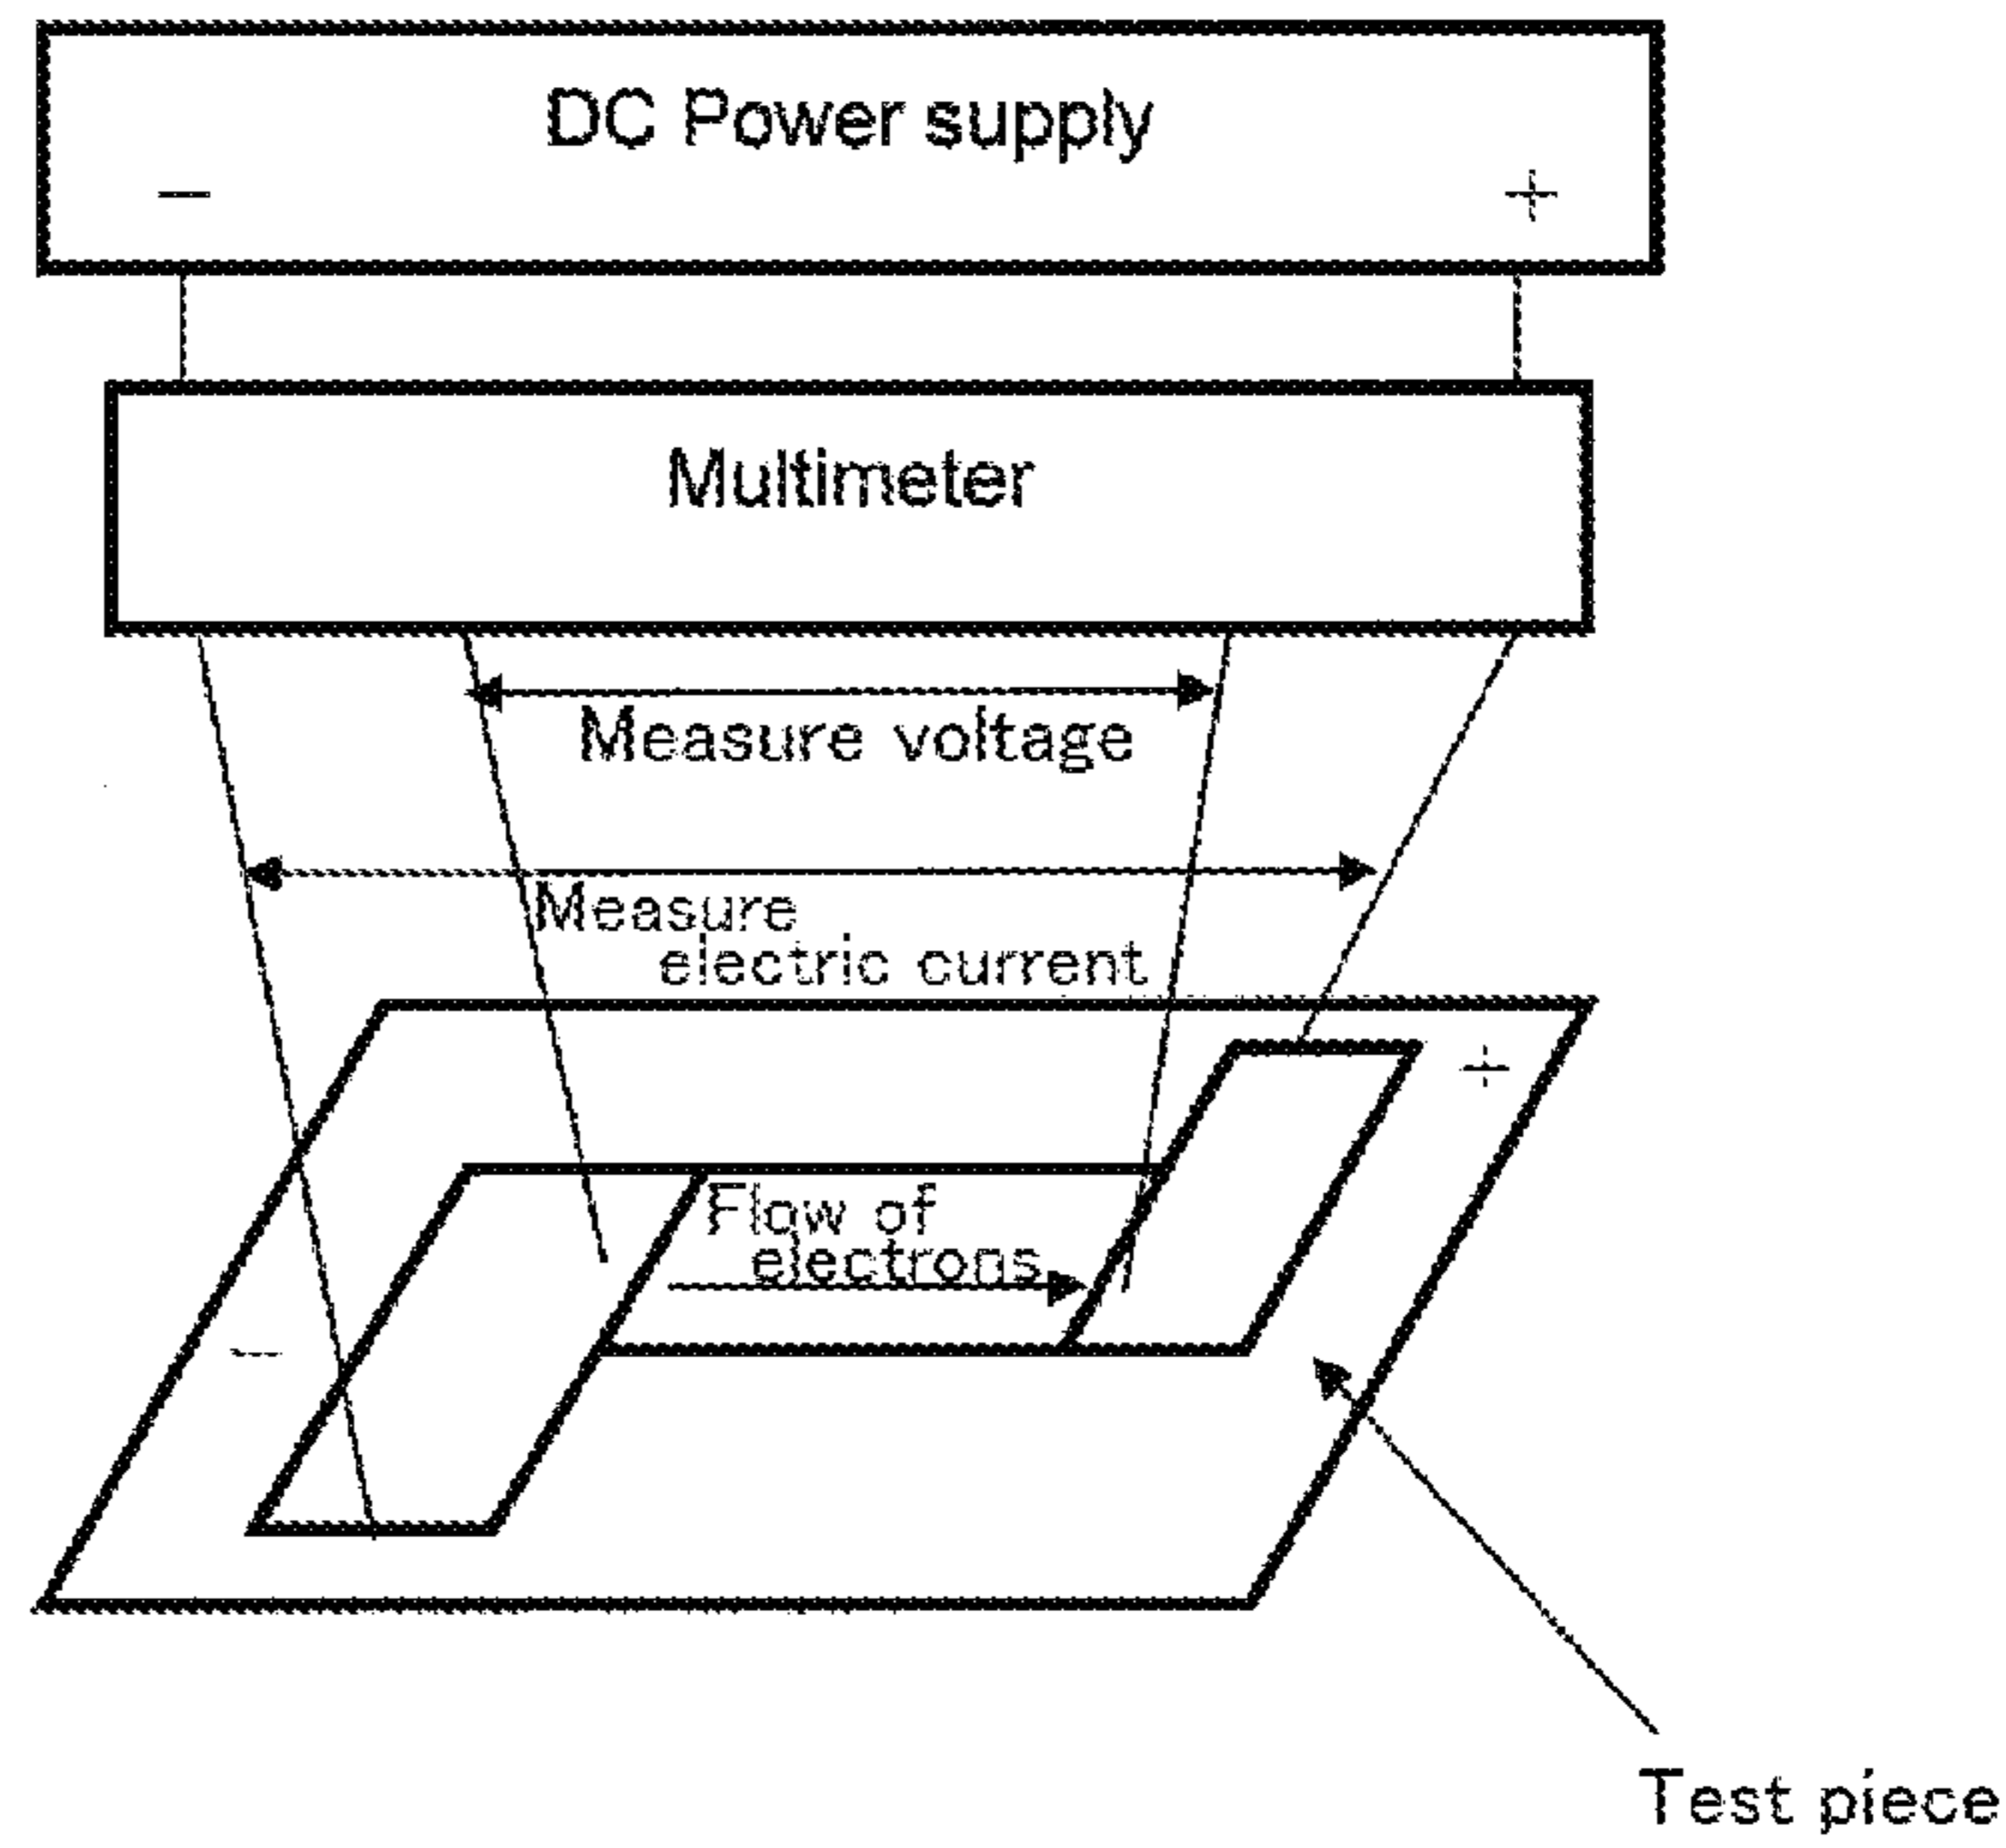 DC Power supply
− +
Multimeter
Measure voltage
Measure
electric current
+
Flow of
electrons
−
Test piece